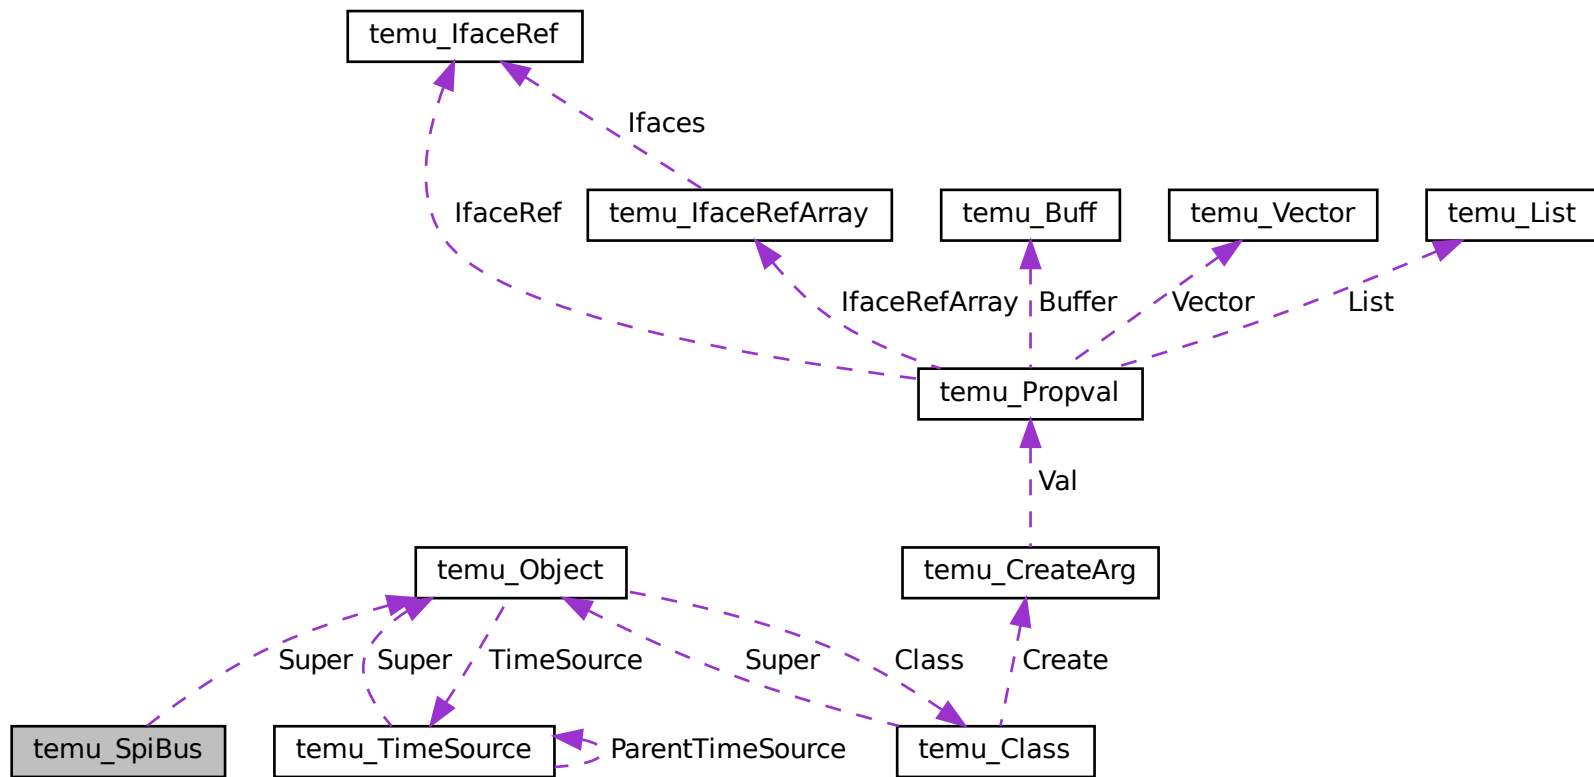 temu_IfaceRef
Ifaces
IfaceRef
temu_IfaceRefArray
temu_Buff
temu_Vector
temu_List
IfaceRefArray
Buffer
Vector
List
temu_Propval
Val
temu_Object
temu_CreateArg
Super
Super
TimeSource
Super
Class
Create
temu_SpiBus
temu_TimeSource
ParentTimeSource
temu_Class